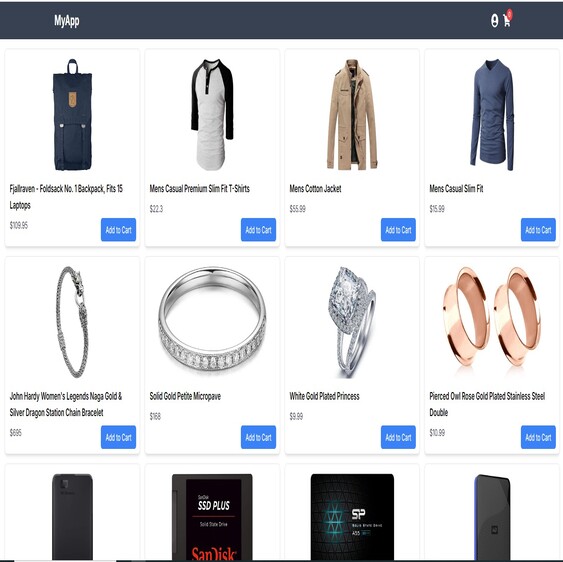 MyApp
Fjallraven - Foldsack No. 1 Backpack, Fits 15
Laptops
$109.95
Add to Cart
Mens Casual Premium Slim Fit T-Shirts
$22.3
Add to Cart
Mens Cotton Jacket
$55.99
Add to Cart
Mens Casual Slim Fit
$15.99
Add to Cart
John Hardy Women's Legends Naga Gold &
Silver Dragon Station Chain Bracelet
$695
Add to Cart
Solid Gold Petite Micropave
$168
Add to Cart
White Gold Plated Princess
$9.99
Add to Cart
Pierced Owl Rose Gold Plated Stainless Steel
Double
$10.99
Add to Cart
SanDisk
SSD PLUS
Solid State Drive
SanDisk
SP
Solid State Drive
A55
WD